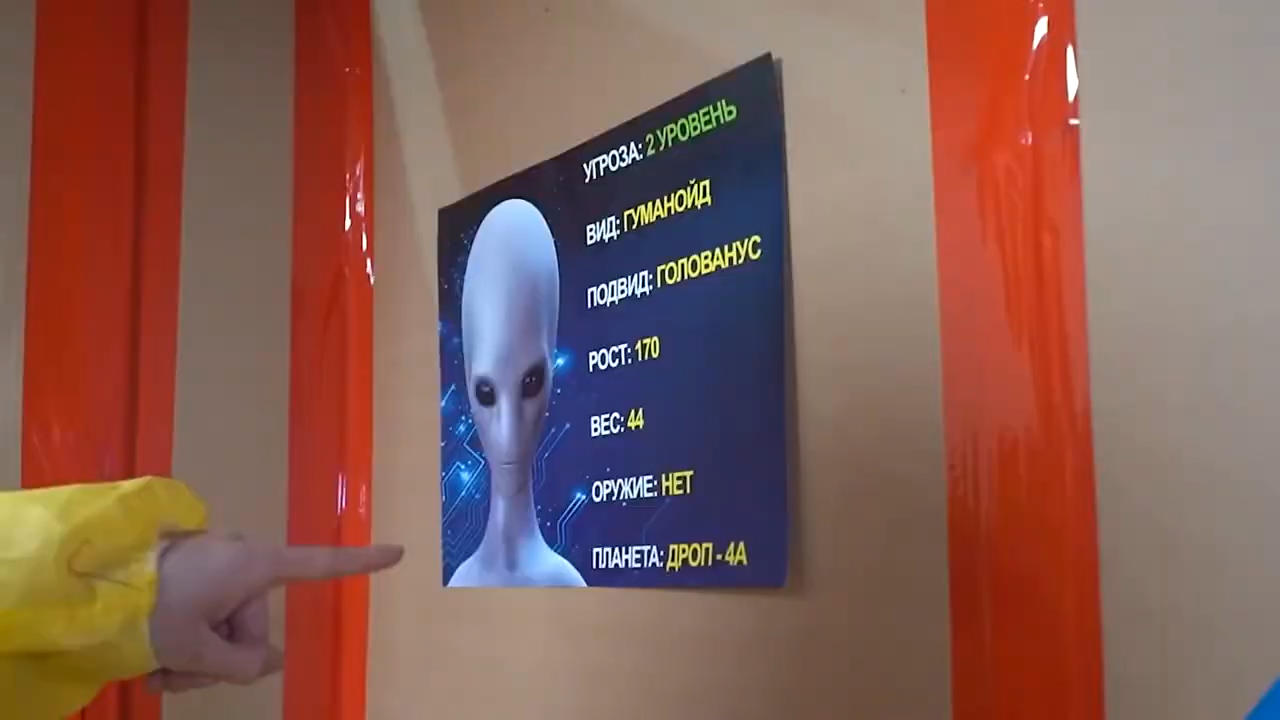 УГРОЗА: 2 УРОВЕНЬ
ВИД: ГУМАНОЙД
ПОДВИД: ГОЛОВАНУС
РОСТ: 170
ВЕС: 44
ОРУЖИЕ: НЕТ
ПЛАНЕТА: ДРОП - 4А